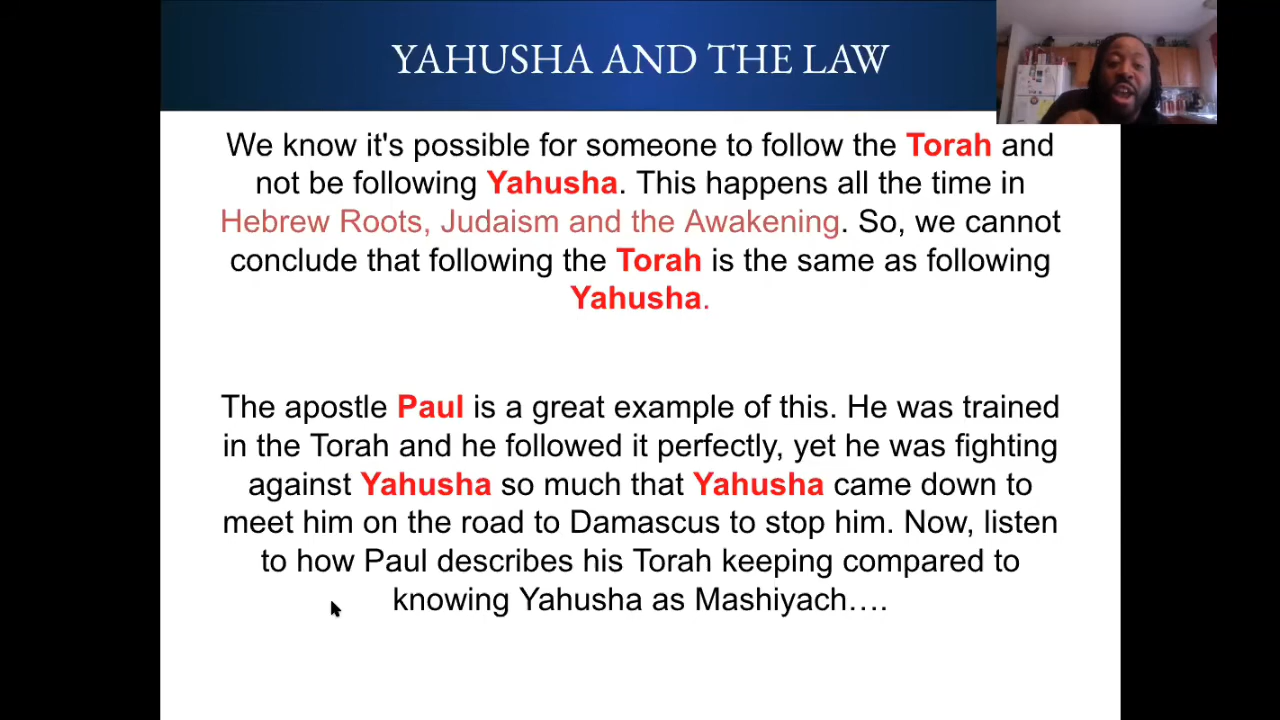 YAHUSHA AND THE LAW
We know it's possible for someone to follow the Torah and
not be following Yahusha. This happens all the time in
Hebrew Roots, Judaism and the Awakening. So, we cannot
conclude that following the Torah is the same as following
Yahusha.
The apostle Paul is a great example of this. He was trained
in the Torah and he followed it perfectly, yet he was fighting
against Yahusha so much that Yahusha came down to
meet him on the road to Damascus to stop him. Now, listen
to how Paul describes his Torah keeping compared to
knowing Yahusha as Mashiyach….